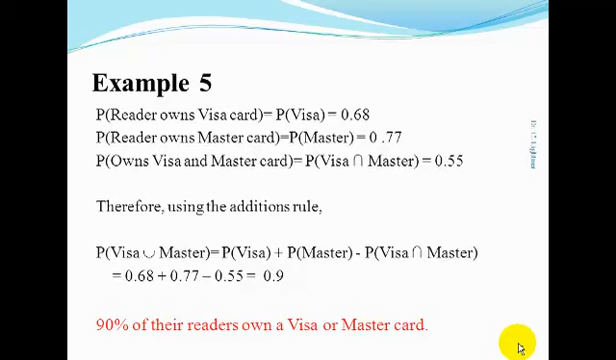 Example 5
P(Reader owns Visa card)= P(Visa) = 0.68
P(Reader owns Master card)=P(Master) = 0 .77
P(Owns Visa and Master card)= P(Visa ∩ Master) = 0.55
Therefore, using the additions rule,
P(Visa ∪ Master)= P(Visa) + P(Master) - P(Visa ∩ Master)
= 0.68 + 0.77 – 0.55 = 0.9
90% of their readers own a Visa or Master card.